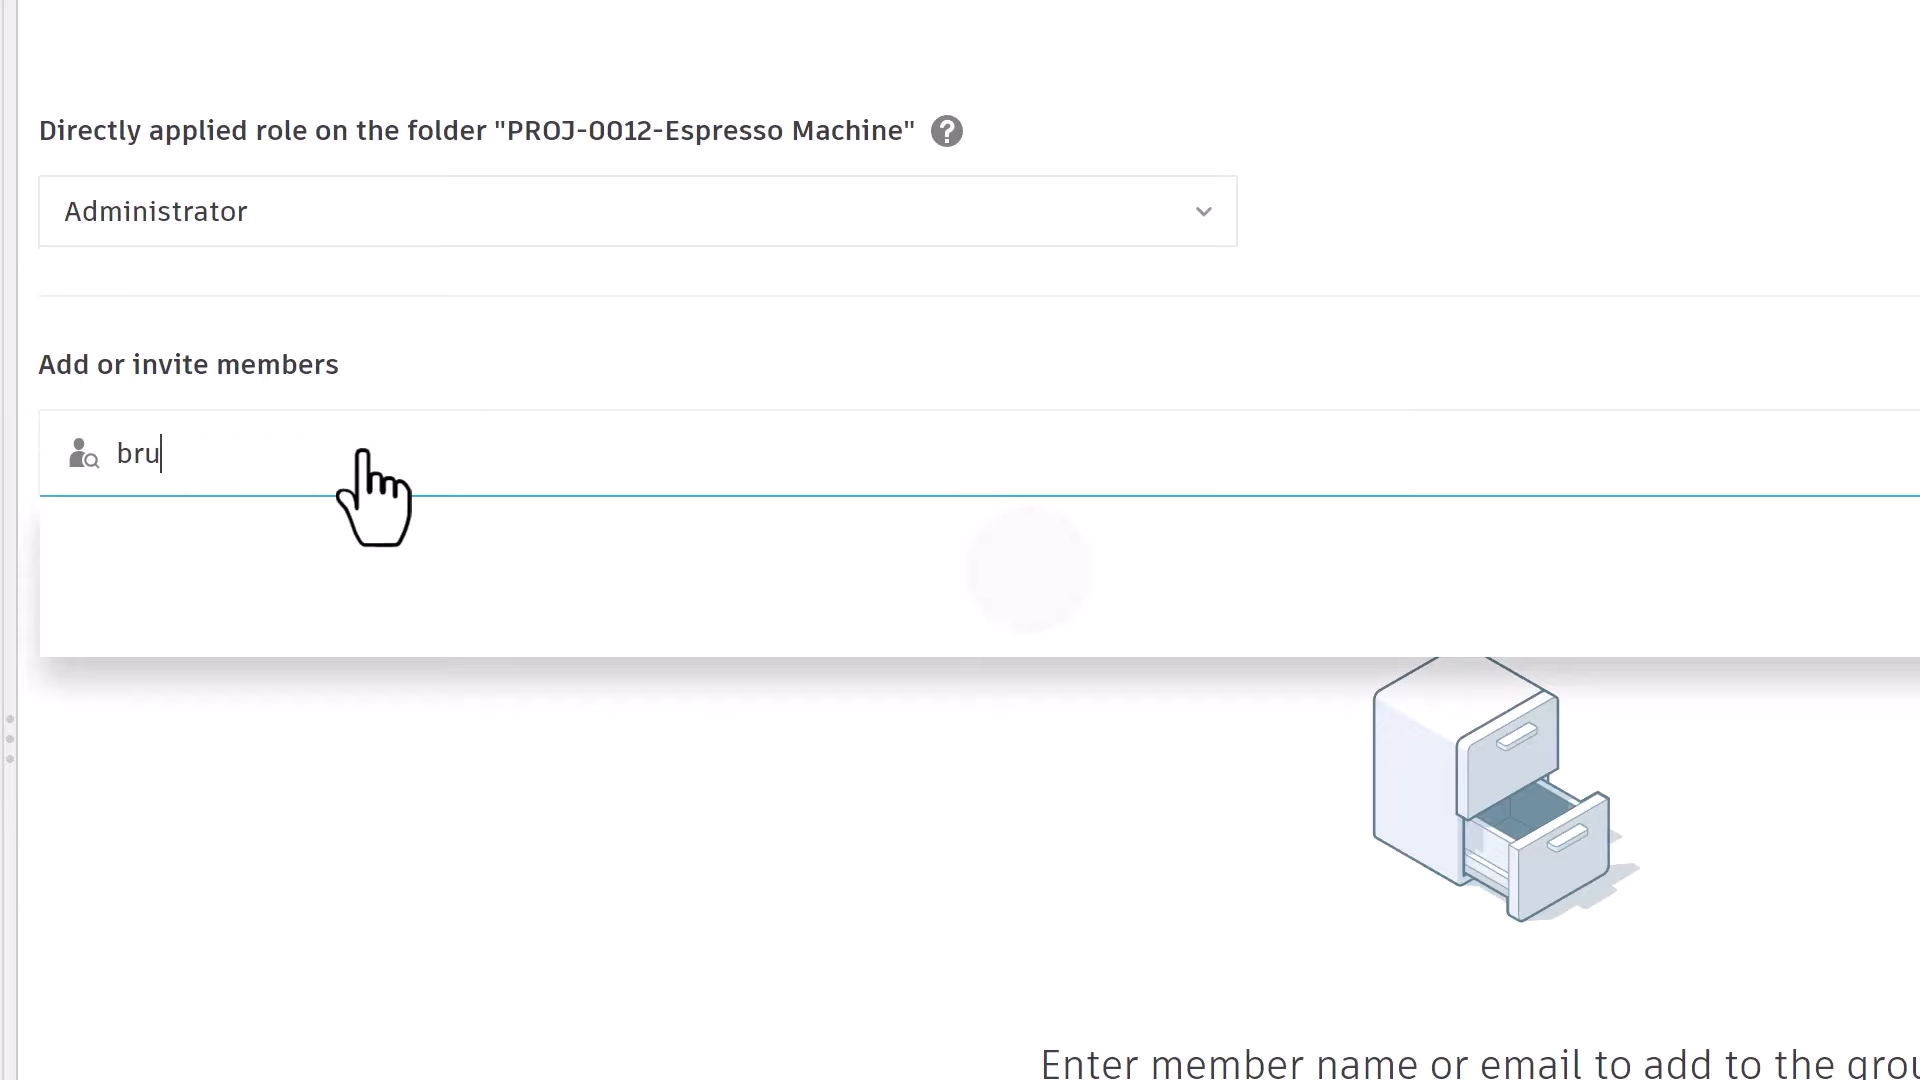 Directly applied role on the folder "PROJ-0012-Espresso Machine" ?
Administrator
Add or invite members
bru
Enter member name or email to add to the